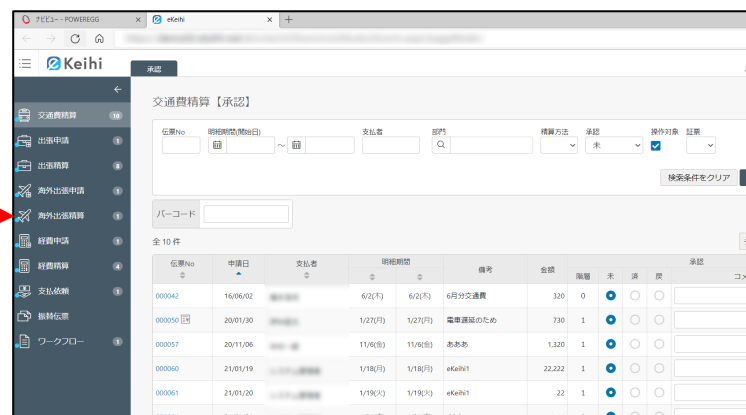 ナビビュー - POWEREGG
eKeihi
eKeihi
承認
交通費精算 10
出張申請 1
出張精算 8
海外出張申請 1
海外出張精算 1
経費申請 1
経費精算 4
支払依頼 1
振替伝票
ワークフロー 1
交通費精算【承認】
伝票No 明細期間(開始日) 支払者 部門 精算方法 承認 操作対象 証票
～ 未
検索条件をクリア
バーコード
全 10 件
伝票No 申請日 支払者 明細期間 備考 金額 承認
階層 未 済 戻 コメ
000042 16/06/02 6/2(木) 6/2(木) 6月分交通費 320 0
000050 20/01/30 1/27(月) 1/27(月) 電車遅延のため 730 1
000057 20/11/06 11/6(金) 11/6(金) あああ 1,320 1
000060 21/01/19 1/18(月) 1/18(月) eKeihi1 22,222 1
000061 21/01/20 1/19(火) 1/19(火) eKeihi 22 1